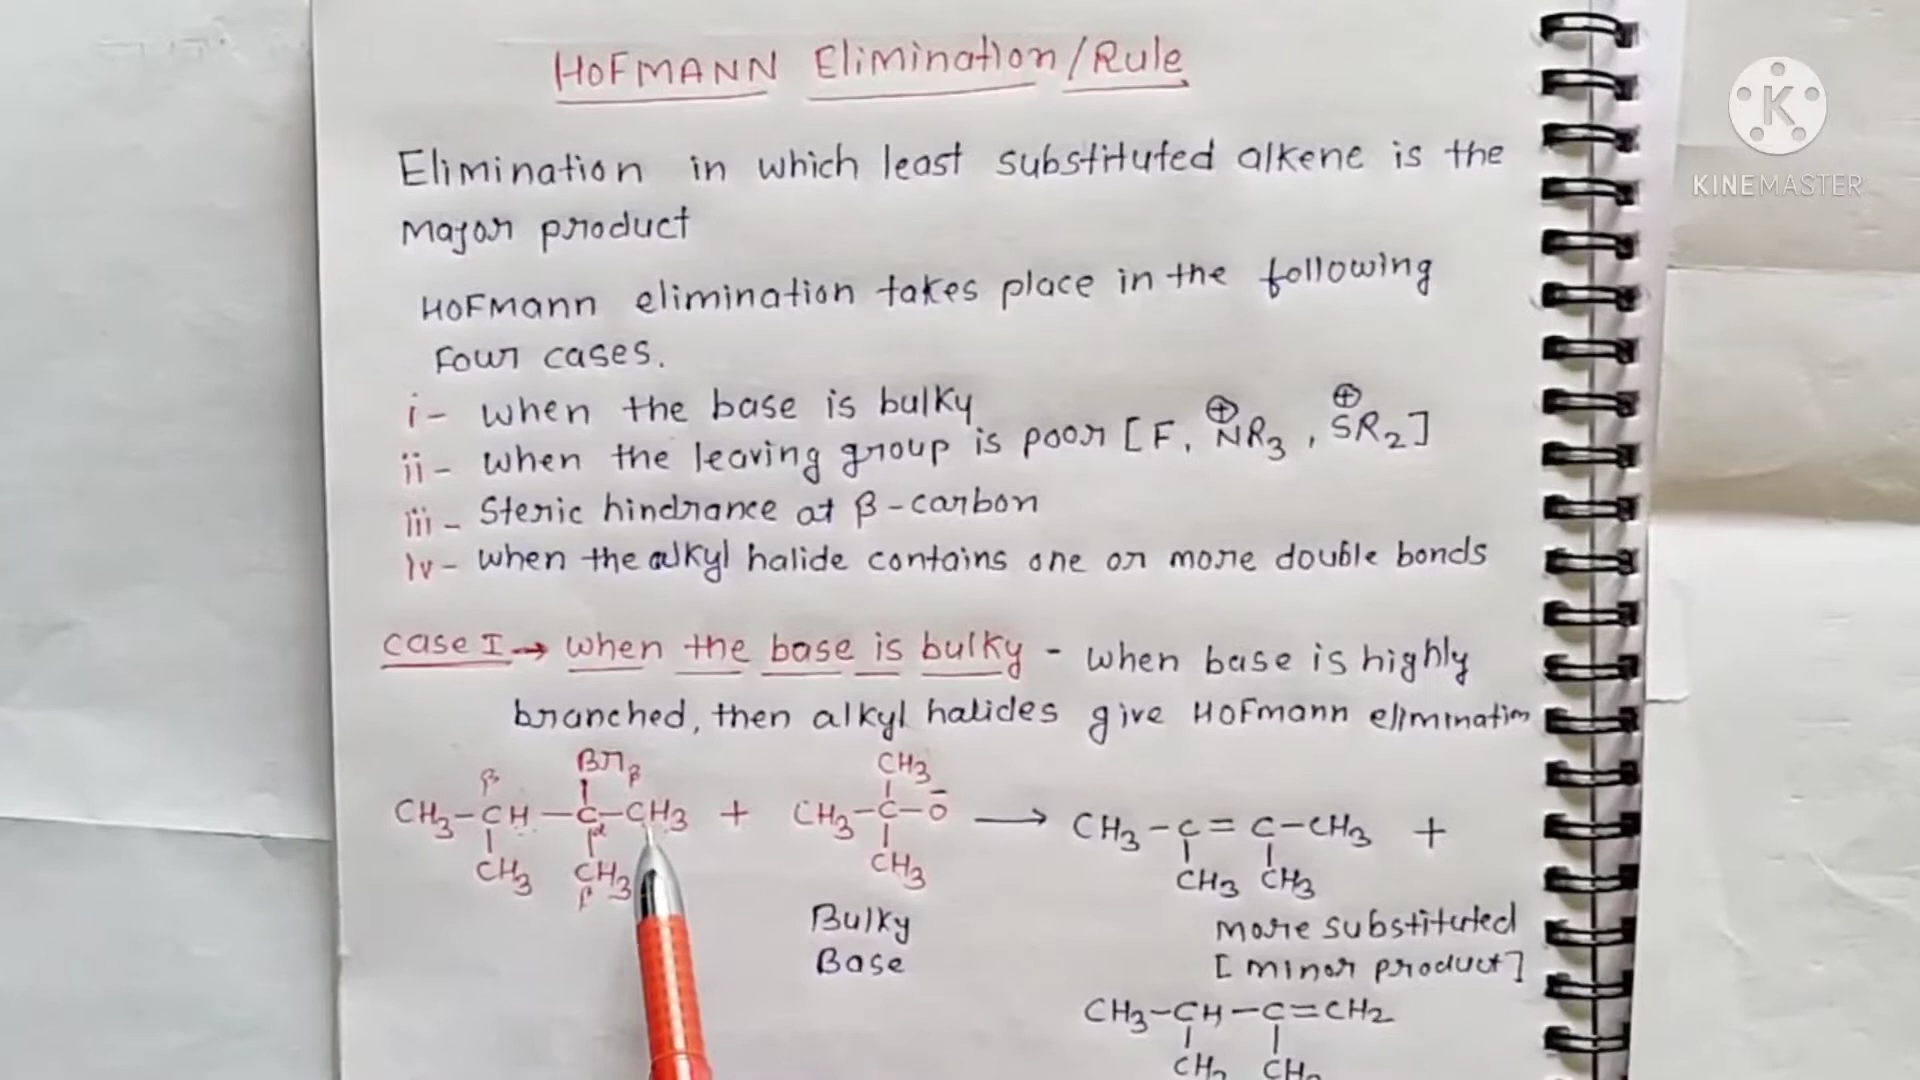 HOFMANN Elimination/Rule
K
KINEMASTER
Elimination in which least substituted alkene is the
Major product
HOFMann elimination takes place in the following
Four cases.
i- when the base is bulky
ii- when the leaving group is poor [F, ⊕NR3, ⊕SR2]
iii- Steric hindrance at β-carbon
iv- when the alkyl halide contains one or more double bonds
case I → when the base is bulky - when base is highly
branched, then alkyl halides give HOFmann elimination
β Br β CH3
CH3-CH-C-CH3 + CH3-C-O⁻ → CH3-C=C-CH3 +
α
CH3 CH3 CH3 CH3 CH3
β
Bulky more substituted
Base [minor product]
CH3-CH-C=CH2
CH3 CH3